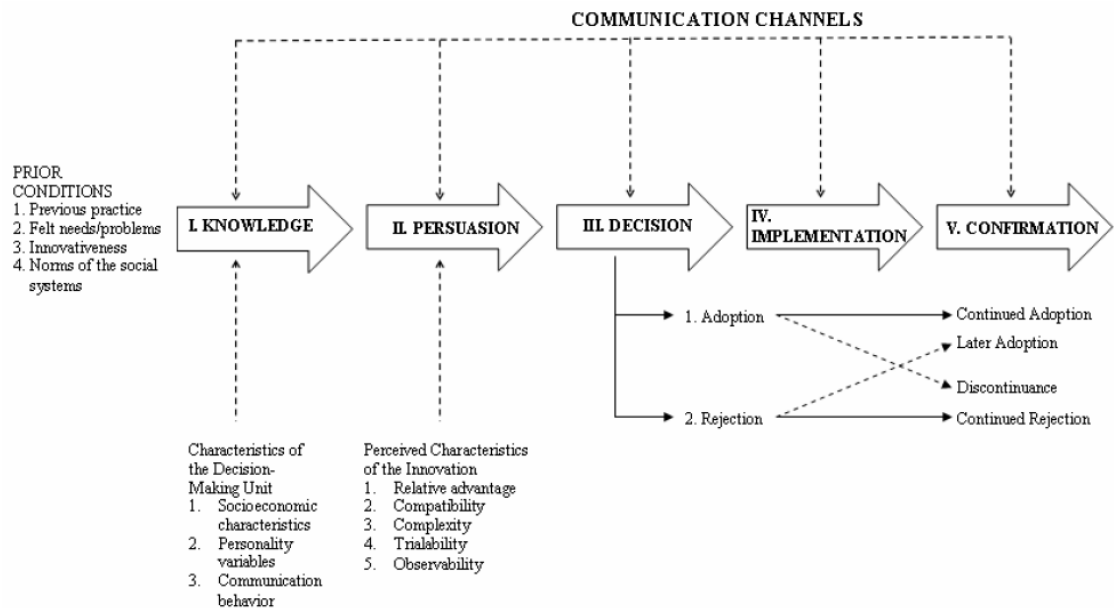 COMMUNICATION CHANNELS
PRIOR
CONDITIONS
1. Previous practice
2. Felt needs/problems
3. Innovativeness
4. Norms of the social
systems
I. KNOWLEDGE
II. PERSUASION
III. DECISION
IV.
IMPLEMENTATION
V. CONFIRMATION
1. Adoption
Continued Adoption
Later Adoption
Discontinuance
2. Rejection
Continued Rejection
Characteristics of
the Decision-
Making Unit
1. Socioeconomic
characteristics
2. Personality
variables
3. Communication
behavior
Perceived Characteristics
of the Innovation
1. Relative advantage
2. Compatibility
3. Complexity
4. Trialability
5. Observability